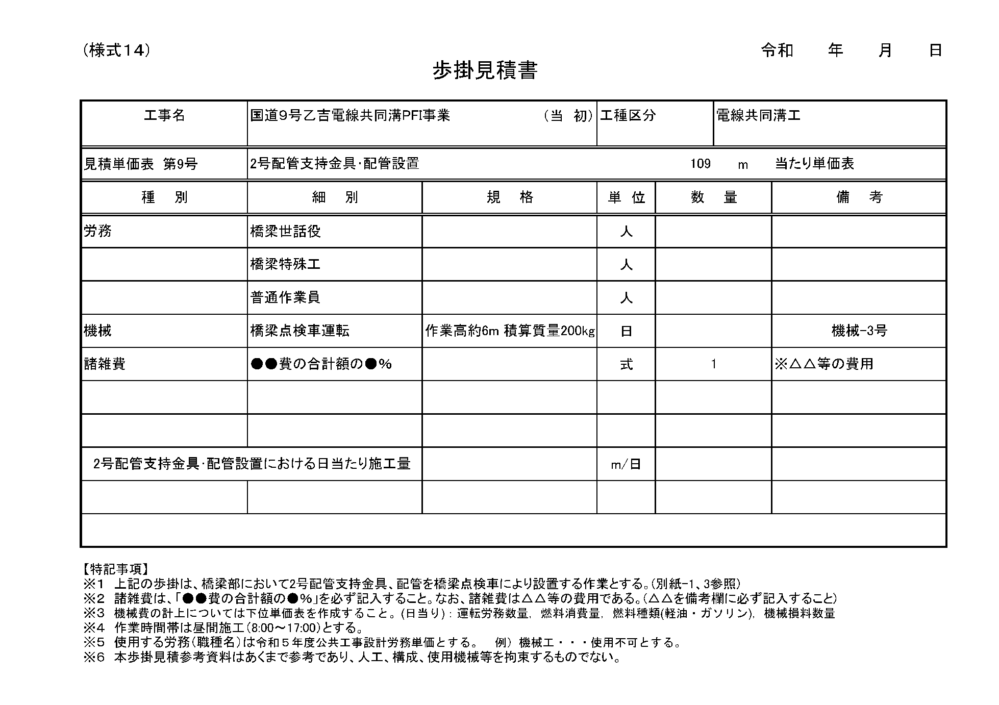 (様式14)
令和　　年　　月　　日
歩掛見積書
工事名　国道9号乙吉電線共同溝PFI事業　(当　初)　工種区分　電線共同溝工
見積単価表　第9号　2号配管支持金具･配管設置　109　m　当たり単価表
種　別　細　別　規　格　単　位　数　量　備　考
労務　橋梁世話役　人
橋梁特殊工　人
普通作業員　人
機械　橋梁点検車運転　作業高約6m 積算質量200kg　日　機械-3号
諸雑費　●●費の合計額の●%　式　1　※△△等の費用
2号配管支持金具･配管設置における日当たり施工量　m/日
【特記事項】
※1　上記の歩掛は、橋梁部において2号配管支持金具、配管を橋梁点検車により設置する作業とする。(別紙-1、3参照)
※2　諸雑費は、「●●費の合計額の●%」を必ず記入すること。なお、諸雑費は△△等の費用である。(△△を備考欄に必ず記入すること)
※3　機械費の計上については下位単価表を作成すること。(日当り)：運転労務数量，燃料消費量，燃料種類(軽油・ガソリン)，機械損料数量
※4　作業時間帯は昼間施工(8:00～17:00)とする。
※5　使用する労務(職種名)は令和５年度公共工事設計労務単価とする。　例）機械工・・・使用不可とする。
※6　本歩掛見積参考資料はあくまで参考であり、人工、構成、使用機械等を拘束するものでない。